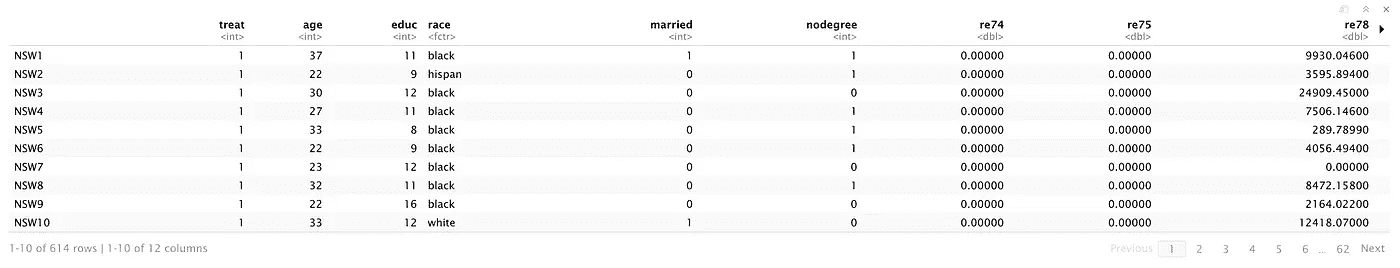 treat age educ race married nodegree re74 re75 re78
<int> <int> <int> <fctr> <int> <int> <dbl> <dbl> <dbl>
NSW1 1 37 11 black 1 1 0.00000 0.00000 9930.04600
NSW2 1 22 9 hispan 0 1 0.00000 0.00000 3595.89400
NSW3 1 30 12 black 0 0 0.00000 0.00000 24909.45000
NSW4 1 27 11 black 0 1 0.00000 0.00000 7506.14600
NSW5 1 33 8 black 0 1 0.00000 0.00000 289.78990
NSW6 1 22 9 black 0 1 0.00000 0.00000 4056.49400
NSW7 1 23 12 black 0 0 0.00000 0.00000 0.00000
NSW8 1 32 11 black 0 1 0.00000 0.00000 8472.15800
NSW9 1 22 16 black 0 0 0.00000 0.00000 2164.02200
NSW10 1 33 12 white 1 0 0.00000 0.00000 12418.07000
1-10 of 614 rows | 1-10 of 12 columns Previous 1 2 3 4 5 6 ... 62 Next